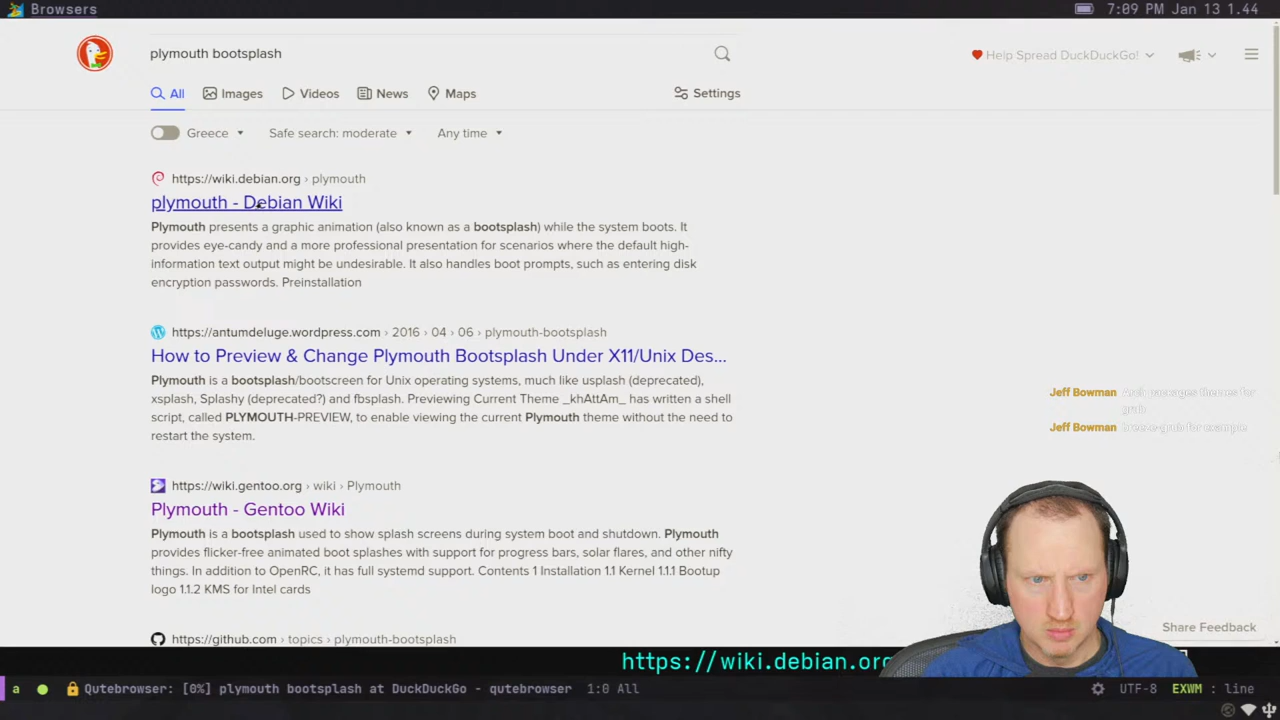 Browsers
7:09 PM Jan 13 1.44
plymouth bootsplash
Help Spread DuckDuckGo!
All
Images
Videos
News
Maps
Settings
Greece
Safe search: moderate
Any time
https://wiki.debian.org › plymouth
plymouth - Debian Wiki
Plymouth presents a graphic animation (also known as a bootsplash) while the system boots. It
provides eye-candy and a more professional presentation for scenarios where the default high-
information text output might be undesirable. It also handles boot prompts, such as entering disk
encryption passwords. Preinstallation
https://antumdeluge.wordpress.com › 2016 › 04 › 06 › plymouth-bootsplash
How to Preview & Change Plymouth Bootsplash Under X11/Unix Des...
Plymouth is a bootsplash/bootscreen for Unix operating systems, much like usplash (deprecated),
xsplash, Splashy (deprecated?) and fbsplash. Previewing Current Theme _khAttAm_ has written a shell
script, called PLYMOUTH-PREVIEW, to enable viewing the current Plymouth theme without the need to
restart the system.
Jeff Bowman Arch packages themes for
grub
Jeff Bowman breeze-grub for example
https://wiki.gentoo.org › wiki › Plymouth
Plymouth - Gentoo Wiki
Plymouth is a bootsplash used to show splash screens during system boot and shutdown. Plymouth
provides flicker-free animated boot splashes with support for progress bars, solar flares, and other nifty
things. In addition to OpenRC, it has full systemd support. Contents 1 Installation 1.1 Kernel 1.1.1 Bootup
logo 1.1.2 KMS for Intel cards
https://github.com › topics › plymouth-bootsplash
Share Feedback
https://wiki.debian.org
a Qutebrowser: [0%] plymouth bootsplash at DuckDuckGo - qutebrowser 1:0 All
UTF-8 EXWM : line